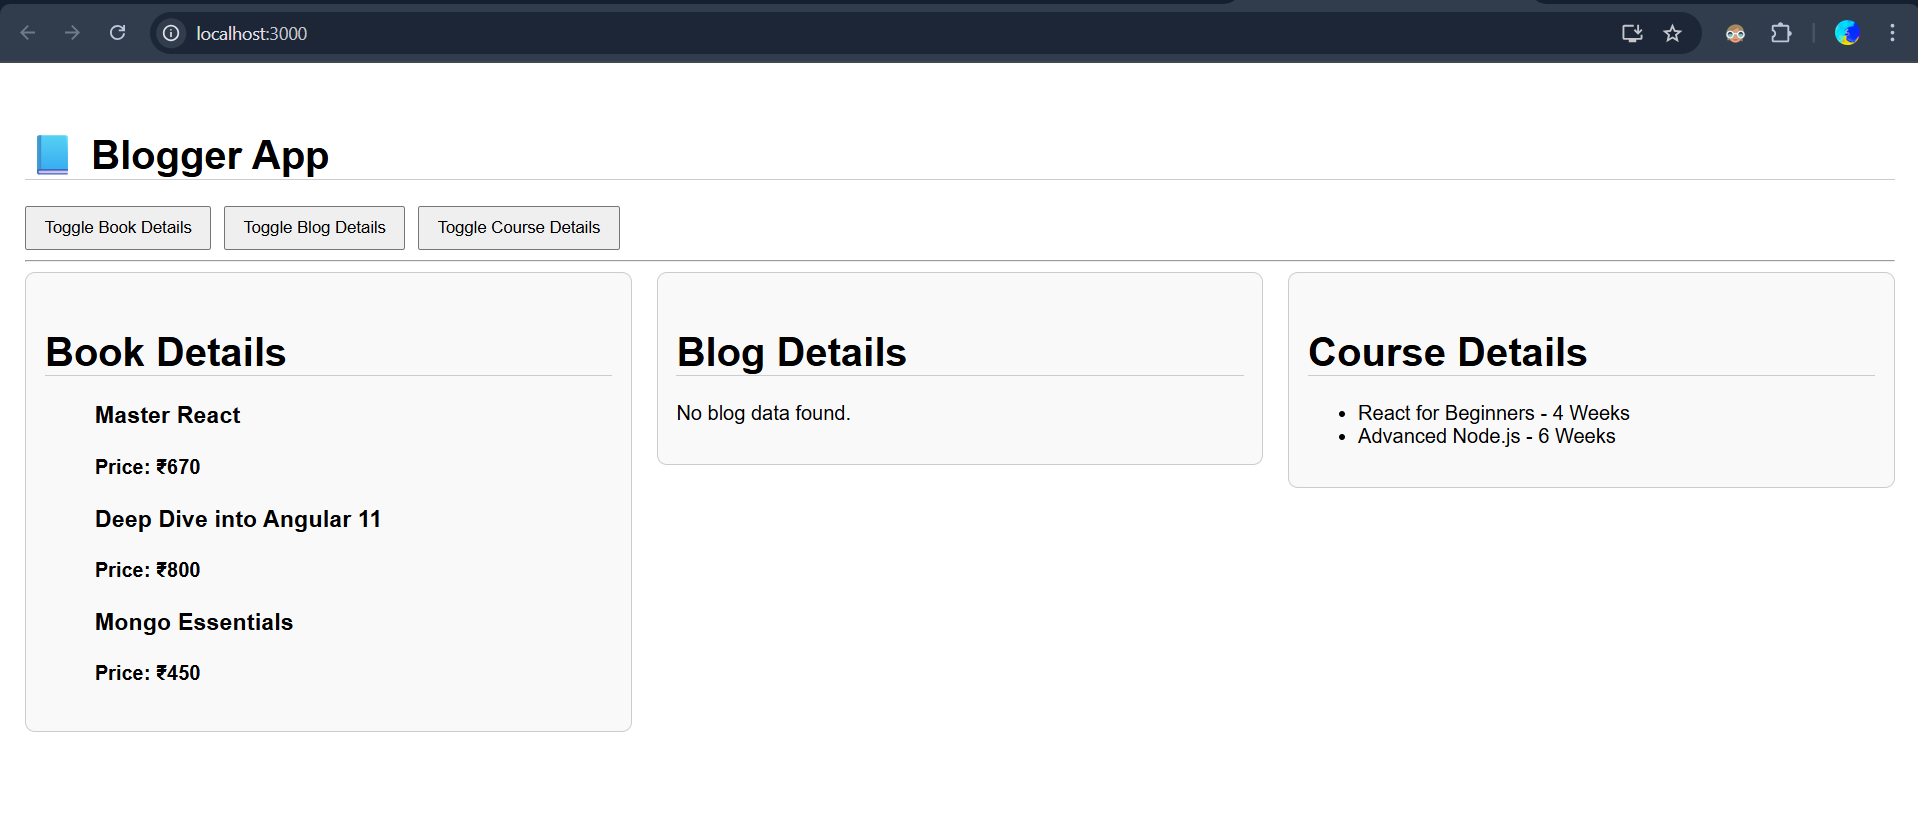 localhost:3000
📘 Blogger App
Toggle Book Details
Toggle Blog Details
Toggle Course Details
Book Details
Master React
Price: ₹670
Deep Dive into Angular 11
Price: ₹800
Mongo Essentials
Price: ₹450
Blog Details
No blog data found.
Course Details
• React for Beginners - 4 Weeks
• Advanced Node.js - 6 Weeks